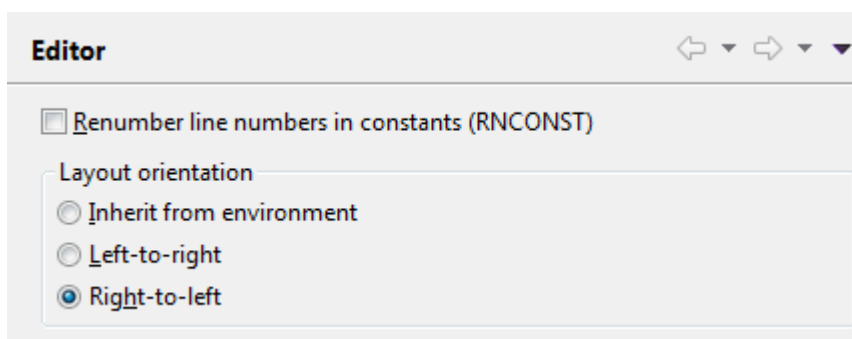 Editor
Renumber line numbers in constants (RNCONST)
Layout orientation
Inherit from environment
Left-to-right
Right-to-left